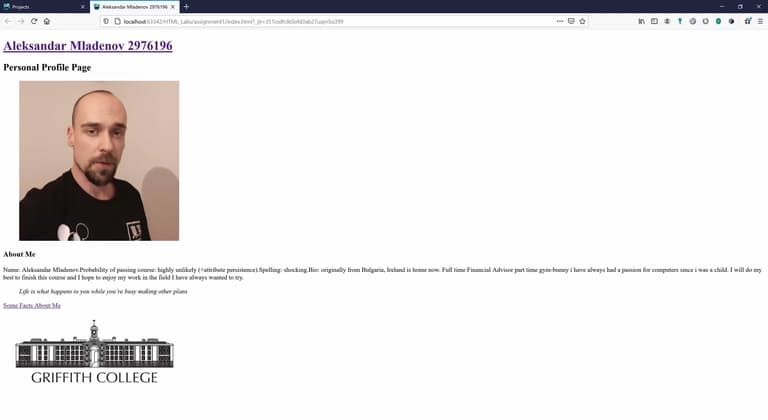 Projects
Aleksandar Mladenov 2976196
localhost:63342/HTML_Labs/assignment1/index.html?_ijt=
Aleksandar Mladenov 2976196
Personal Profile Page
About Me
Name: Aleksandar Mladenov.Probability of passing course: highly unlikely (+attribute persistence).Spelling: shocking.Bio: originally from Bulgaria, Ireland is home now. Full time Financial Advisor part time gym-bunny i have always had a passion for computers since i was a child. I will do my
best to finish this course and I hope to enjoy my work in the field I have always wanted to try.
Life is what happens to you while you're busy making other plans
Some Facts About Me
GRIFFITH COLLEGE